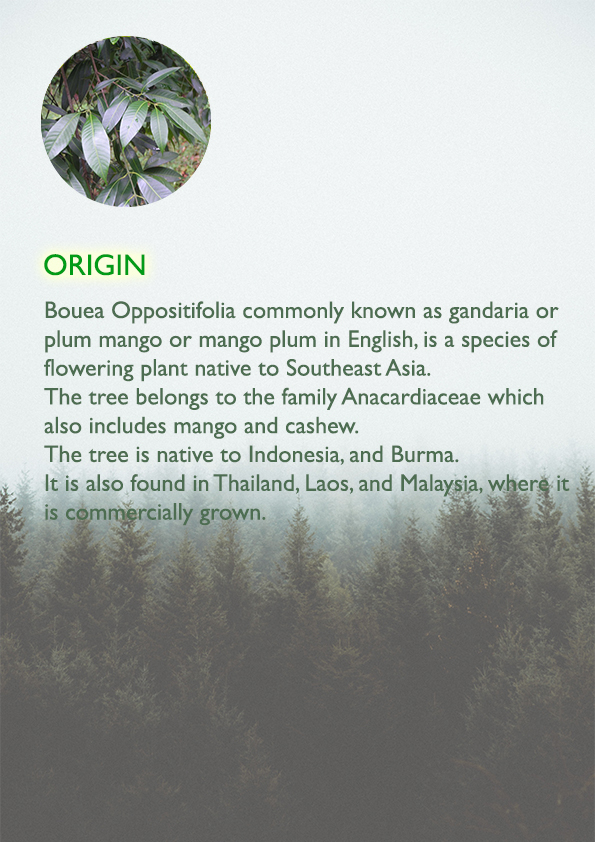 ORIGIN
Bouea Oppositifolia commonly known as gandaria or
plum mango or mango plum in English, is a species of
flowering plant native to Southeast Asia.
The tree belongs to the family Anacardiaceae which
also includes mango and cashew.
The tree is native to Indonesia, and Burma.
It is also found in Thailand, Laos, and Malaysia, where it
is commercially grown.